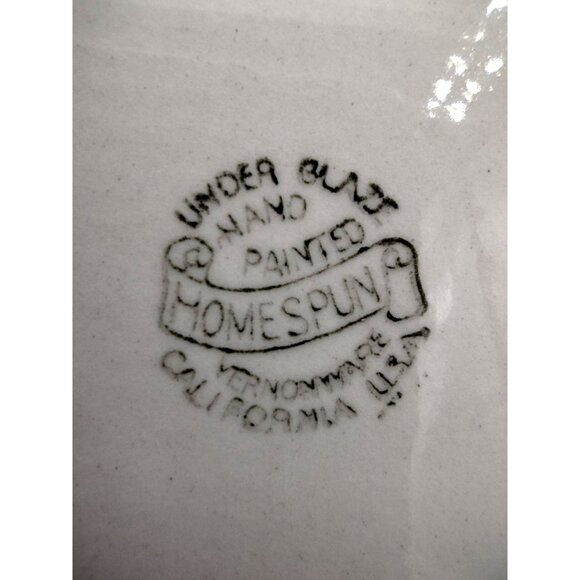 UNDER GLAZE
HAND
PAINTED
HOMESPUN
VERNONWARE
CALIFORNIA U.S.A.